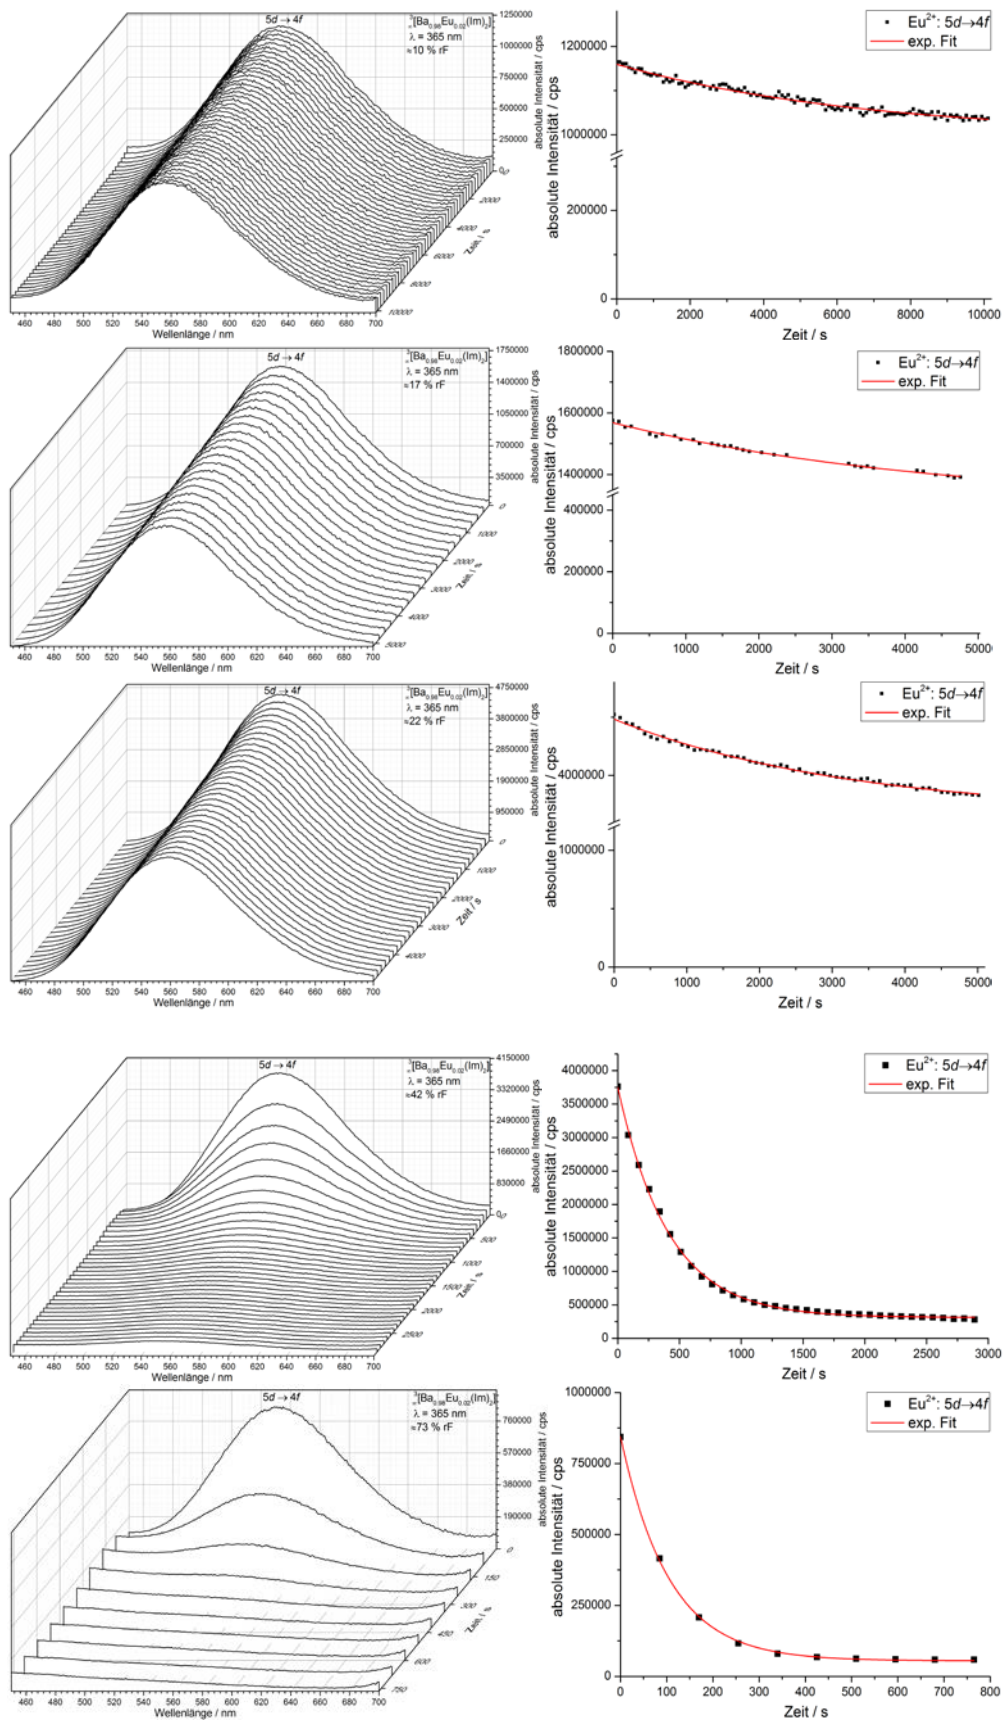 5d → 4f
³∞[Ba0.98Eu0.02(Im)2]
λ = 365 nm
≈10 % rF
1250000
1000000
750000
500000
250000
0
absolute Intensität / cps
0
2000
4000
6000
8000
10000
Zeit / s
460 480 500 520 540 560 580 600 620 640 660 680 700
Wellenlänge / nm
Eu²⁺: 5d→4f
exp. Fit
1200000
1000000
200000
0
absolute Intensität / cps
0 2000 4000 6000 8000 10000
Zeit / s
5d → 4f
³∞[Ba0.98Eu0.02(Im)2]
λ = 365 nm
≈17 % rF
1750000
1400000
1050000
700000
350000
0
absolute Intensität / cps
1000
2000
3000
4000
5000
Zeit / s
460 480 500 520 540 560 580 600 620 640 660 680 700
Wellenlänge / nm
Eu²⁺: 5d→4f
exp. Fit
1800000
1600000
1400000
400000
200000
0
absolute Intensität / cps
0 1000 2000 3000 4000 5000
Zeit / s
5d → 4f
³∞[Ba0.98Eu0.02(Im)2]
λ = 365 nm
≈22 % rF
4750000
3800000
2850000
1900000
950000
0
absolute Intensität / cps
1000
2000
3000
4000
Zeit / s
460 480 500 520 540 560 580 600 620 640 660 680 700
Wellenlänge / nm
Eu²⁺: 5d→4f
exp. Fit
4000000
1000000
0
absolute Intensität / cps
0 1000 2000 3000 4000 5000
Zeit / s
5d → 4f
³∞[Ba0.98Eu0.02(Im)2]
λ = 365 nm
≈42 % rF
4150000
3320000
2490000
1660000
830000
0
absolute Intensität / cps
0
500
1000
1500
2000
2500
Zeit / s
460 480 500 520 540 560 580 600 620 640 660 680 700
Wellenlänge / nm
Eu²⁺: 5d→4f
exp. Fit
4000000
3500000
3000000
2500000
2000000
1500000
1000000
500000
0
absolute Intensität / cps
0 500 1000 1500 2000 2500 3000
Zeit / s
5d → 4f
³∞[Ba0.98Eu0.02(Im)2]
λ = 365 nm
≈73 % rF
760000
570000
380000
190000
0
absolute Intensität / cps
150
300
450
600
750
Zeit / s
460 480 500 520 540 560 580 600 620 640 660 680 700
Wellenlänge / nm
Eu²⁺: 5d→4f
exp. Fit
1000000
750000
500000
250000
0
absolute Intensität / cps
0 100 200 300 400 500 600 700 800
Zeit / s